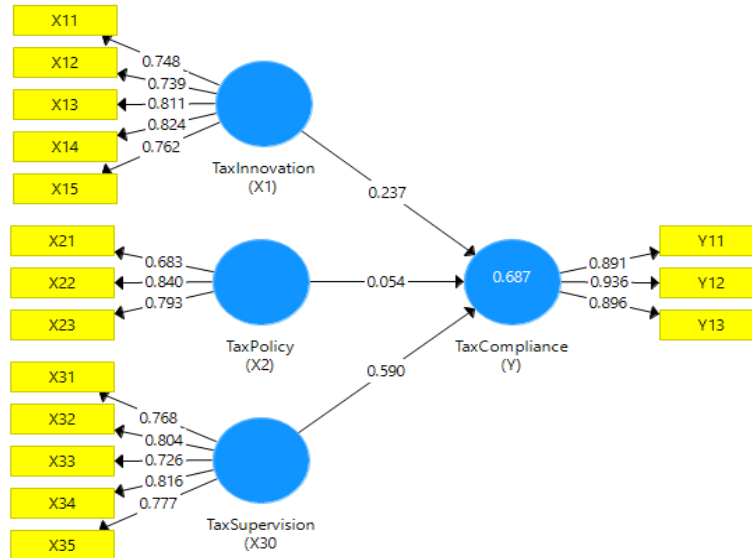 X11
X12
X13
X14
X15
0.748
0.739
0.811
0.824
0.762
TaxInnovation
(X1)
0.237
X21
X22
X23
0.683
0.840
0.793
TaxPolicy
(X2)
0.054
X31
X32
X33
X34
X35
0.768
0.804
0.726
0.816
0.777
TaxSupervision
(X30
0.590
0.687
TaxCompliance
(Y)
0.891
0.936
0.896
Y11
Y12
Y13